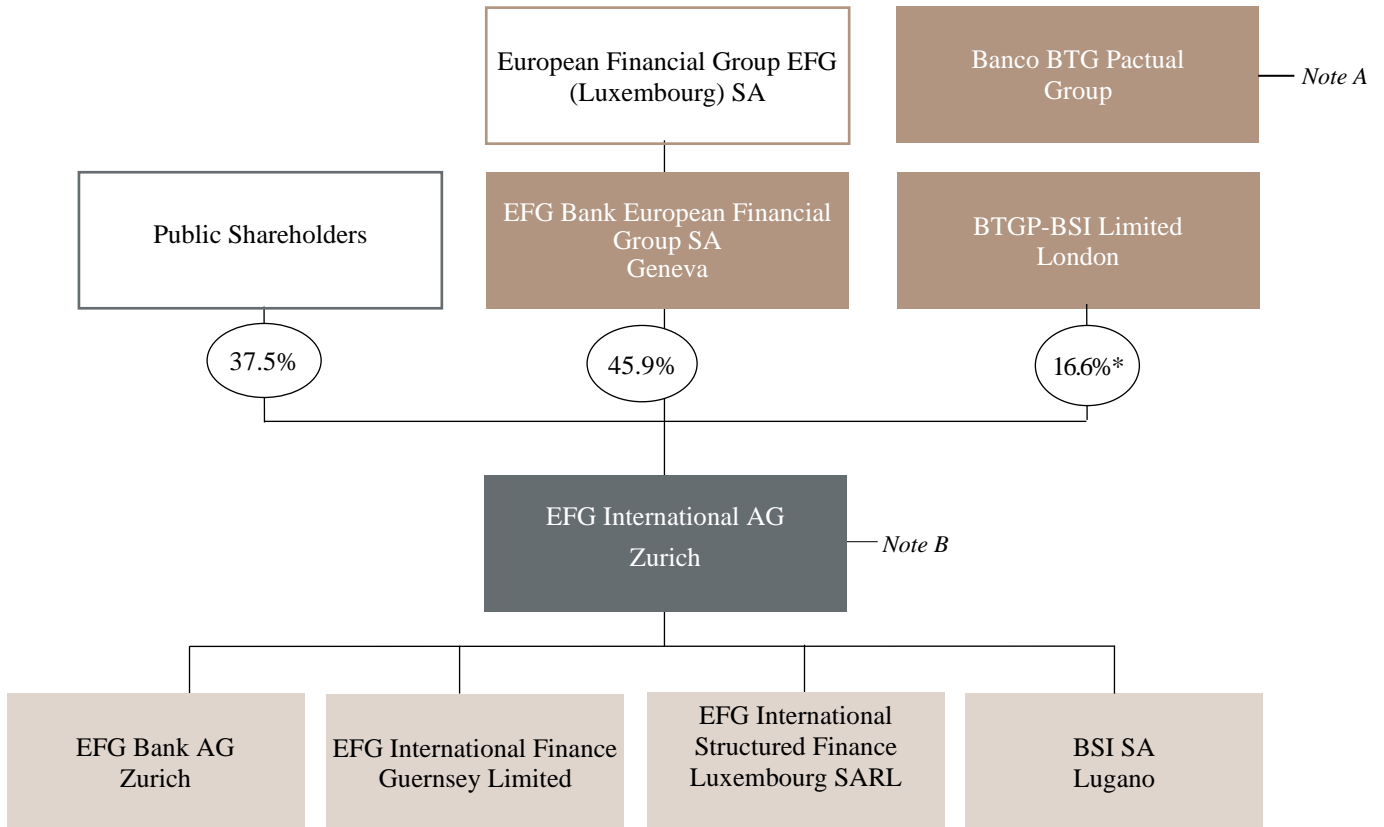 European Financial Group EFG
(Luxembourg) SA
Banco BTG Pactual
Group
Note A
Public Shareholders
EFG Bank European Financial
Group SA
Geneva
BTGP-BSI Limited
London
37.5%
45.9%
16.6%*
EFG International AG
Zurich
Note B
EFG Bank AG
Zurich
EFG International Finance
Guernsey Limited
EFG International
Structured Finance
Luxembourg SARL
BSI SA
Lugano